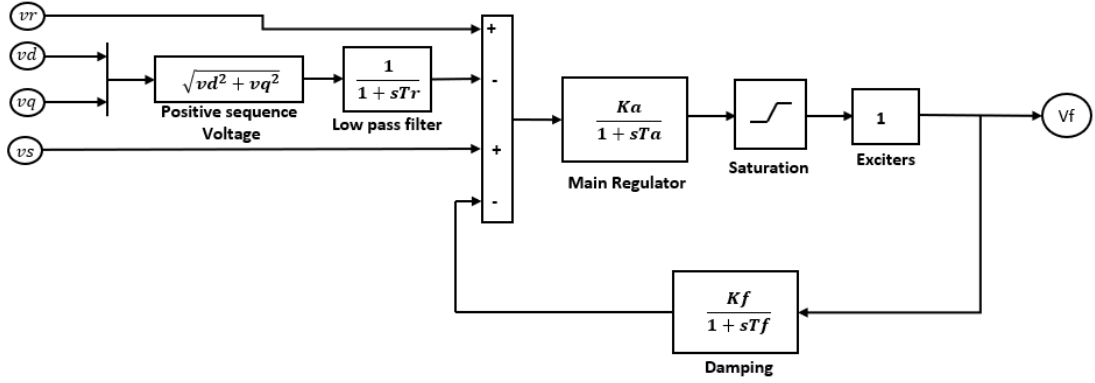 vr
+
vd
vq
√vd² + vq²
Positive sequence
Voltage
1
1 + sTr
Low pass filter
-
vs
+
-
Ka
1 + sTa
Main Regulator
Saturation
1
Exciters
Vf
Kf
1 + sTf
Damping